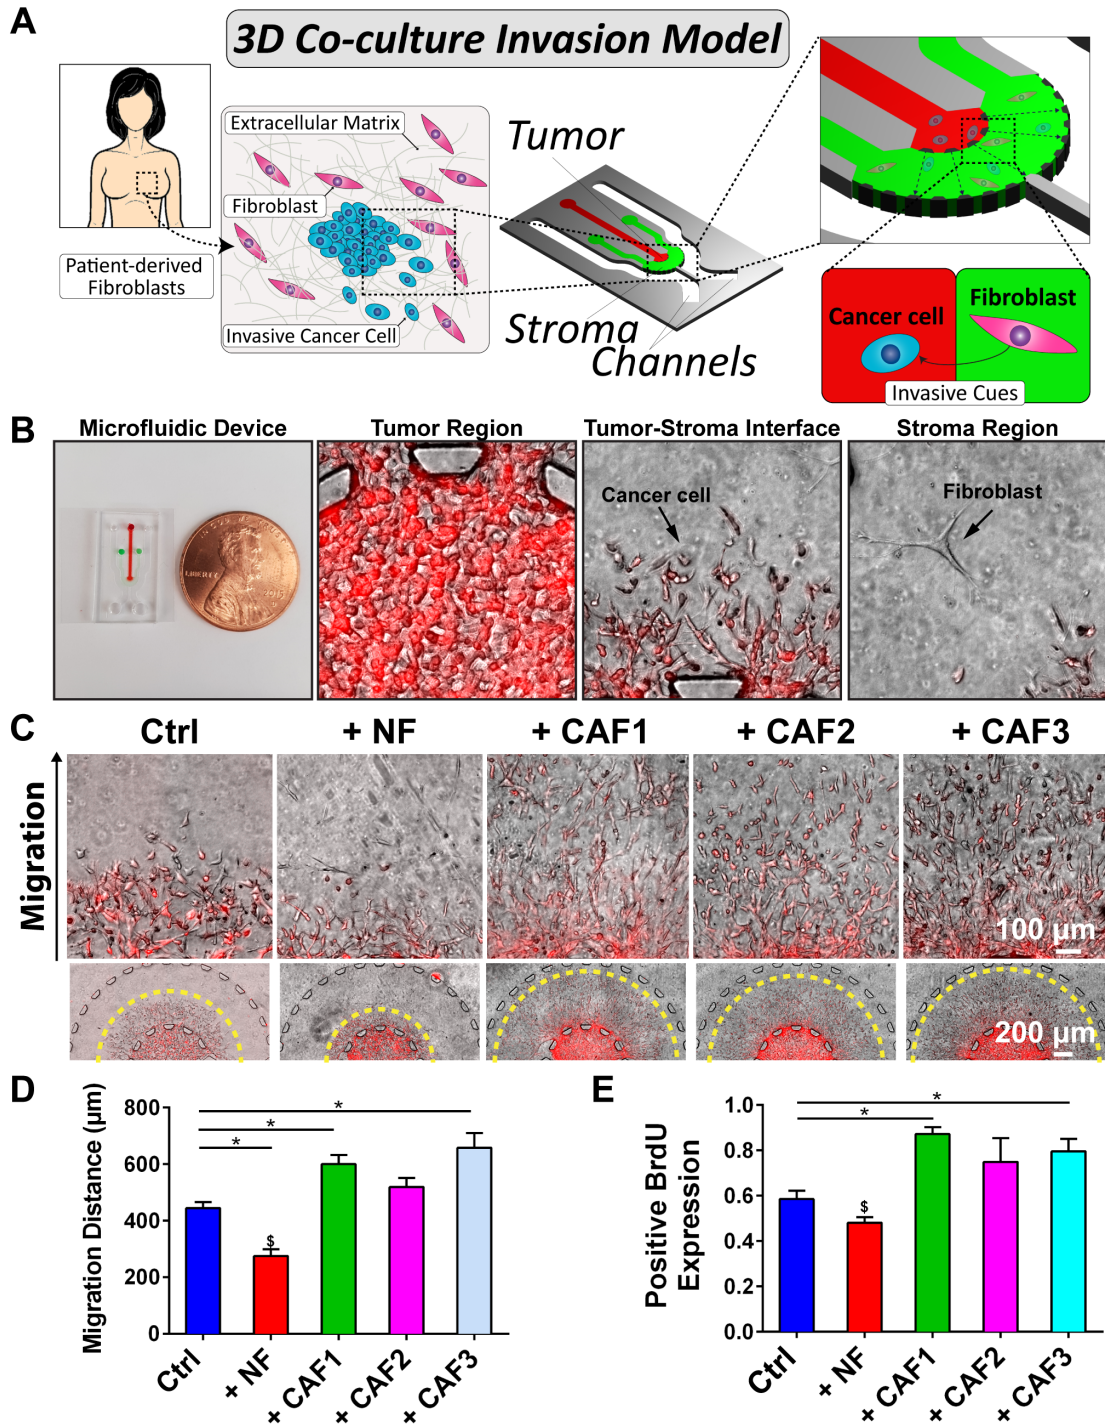 A
3D Co-culture Invasion Model
Extracellular Matrix
Fibroblast
Invasive Cancer Cell
Patient-derived
Fibroblasts
Tumor
Stroma
Channels
Cancer cell
Fibroblast
Invasive Cues
B
Microfluidic Device
Tumor Region
Tumor-Stroma Interface
Stroma Region
LIBERTY
2015
Cancer cell
Fibroblast
C
Ctrl
+ NF
+ CAF1
+ CAF2
+ CAF3
Migration
100 µm
200 µm
D
Migration Distance (µm)
800
600
400
200
0
*
*
*
$
Ctrl
+ NF
+ CAF1
+ CAF2
+ CAF3
E
Positive BrdU
Expression
1.0
0.8
0.6
0.4
0.2
0.0
*
*
$
Ctrl
+ NF
+ CAF1
+ CAF2
+ CAF3